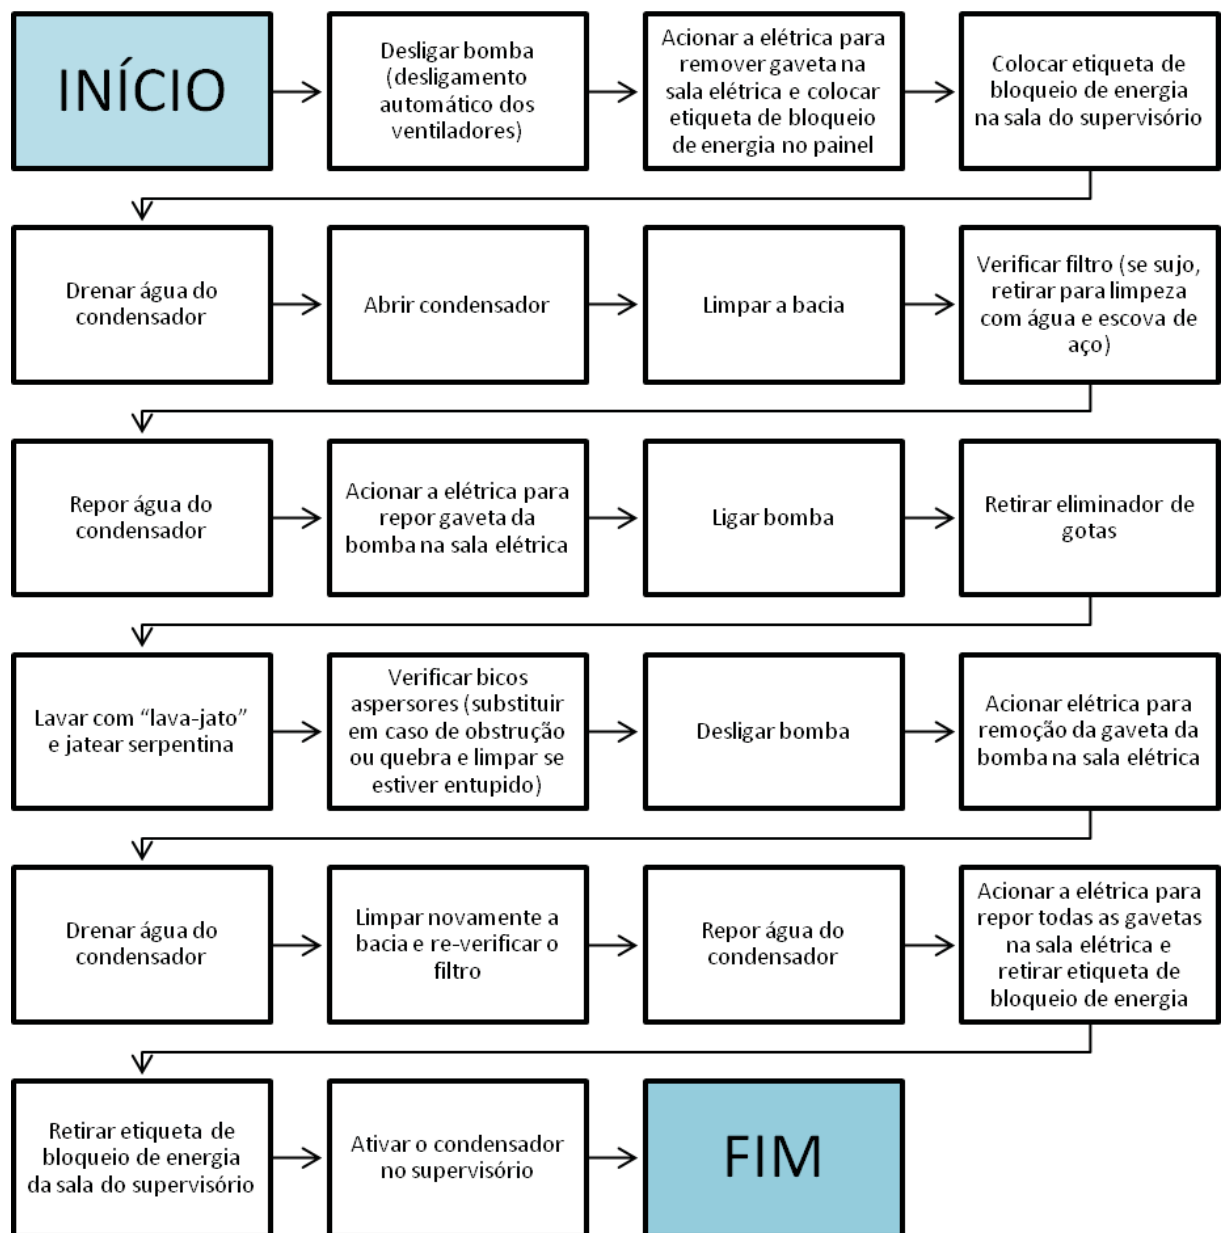 INÍCIO
Desligar bomba
(desligamento
automático dos
ventiladores)
Acionar a elétrica para
remover gaveta na
sala elétrica e colocar
etiqueta de bloqueio
de energia no painel
Colocar etiqueta de
bloqueio de energia
na sala do supervisório
Drenar água do
condensador
Abrir condensador
Limpar a bacia
Verificar filtro (se sujo,
retirar para limpeza
com água e escova de
aço)
Repor água do
condensador
Acionar a elétrica para
repor gaveta da
bomba na sala elétrica
Ligar bomba
Retirar eliminador de
gotas
Lavar com “lava-jato”
e jatear serpentina
Verificar bicos
aspersores (substituir
em caso de obstrução
ou quebra e limpar se
estiver entupido)
Desligar bomba
Acionar elétrica para
remoção da gaveta da
bomba na sala elétrica
Drenar água do
condensador
Limpar novamente a
bacia e re-verificar o
filtro
Repor água do
condensador
Acionar a elétrica para
repor todas as gavetas
na sala elétrica e
retirar etiqueta de
bloqueio de energia
Retirar etiqueta de
bloqueio de energia
da sala do supervisório
Ativar o condensador
no supervisório
FIM